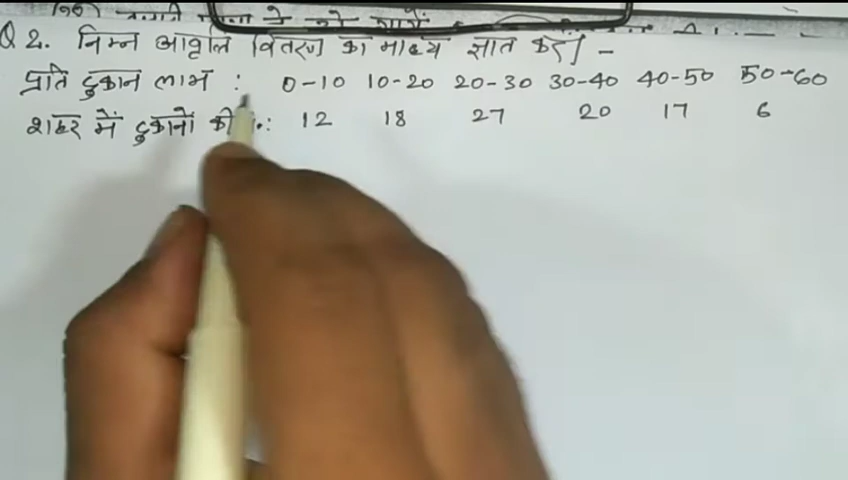 Q 2. निम्न आवृत्ति वितरण का माध्य ज्ञात करें। -
प्रति दुकान लाभ : 0-10 10-20 20-30 30-40 40-50 50-60
शहर में दुकानों की .: 12 18 27 20 17 6